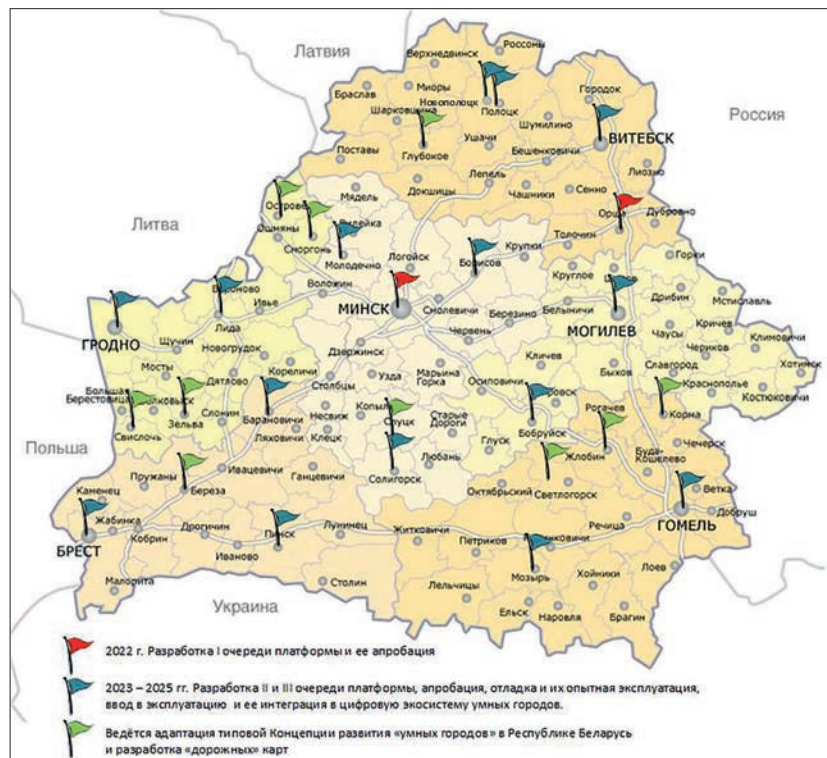 Латвия
Россия
Литва
Польша
Украина
Верхнедвинск
Россоны
Браслав
Миоры
Новополоцк
Полоцк
Городок
Шарковщина
Глубокое
Ушачи
Шумилино
ВИТЕБСК
Поставы
Бешенковичи
Докшицы
Лепель
Чашники
Сенно
Лиозно
Мядель
Ошмяны
Сморгонь
Молодечно
Логойск
Борисов
Крупки
Толочин
Орша
Дубровно
Горки
Круглое
Вороново
Ивье
Воложин
МИНСК
Смолевичи
Березино
Белыничи
Дрибин
Мстиславль
МОГИЛЕВ
ГРОДНО
Лида
Щучин
Новогрудок
Дзержинск
Червень
Чаусы
Кричев
Чериков
Климовичи
Мосты
Дятлово
Кореличи
Столбцы
Узда
Марьина
Горка
Кличев
Быхов
Славгород
Хотимск
Краснополье
Костюковичи
Большая
Берестовица
Зельва
Слоним
Барановичи
Несвиж
Копыль
Осиповичи
Рогачев
Корма
Свислочь
Ляховичи
Клецк
Слуцк
Старые
Дороги
Глуск
Бобруйск
Жлобин
Чечерск
Буда-
Кошелево
Пружаны
Ивацевичи
Ганцевичи
Любань
Солигорск
Октябрьский
Светлогорск
Каменец
Береза
Ветка
ГОМЕЛЬ
Добруш
Жабинка
БРЕСТ
Кобрин
Дрогичин
Иваново
Пинск
Лунинец
Житковичи
Петриков
Речица
Мозырь
Малорита
Столин
Лельчицы
Хойники
Лоев
Ельск
Наровля
Брагин
2022 г. Разработка I очереди платформы и ее апробация
2023 – 2025 гг. Разработка II и III очереди платформы, апробация, отладка и их опытная эксплуатация,
ввод в эксплуатацию и ее интеграция в цифровую экосистему умных городов.
Ведётся адаптация типовой Концепции развития «умных городов» в Республике Беларусь
и разработка «дорожных» карт